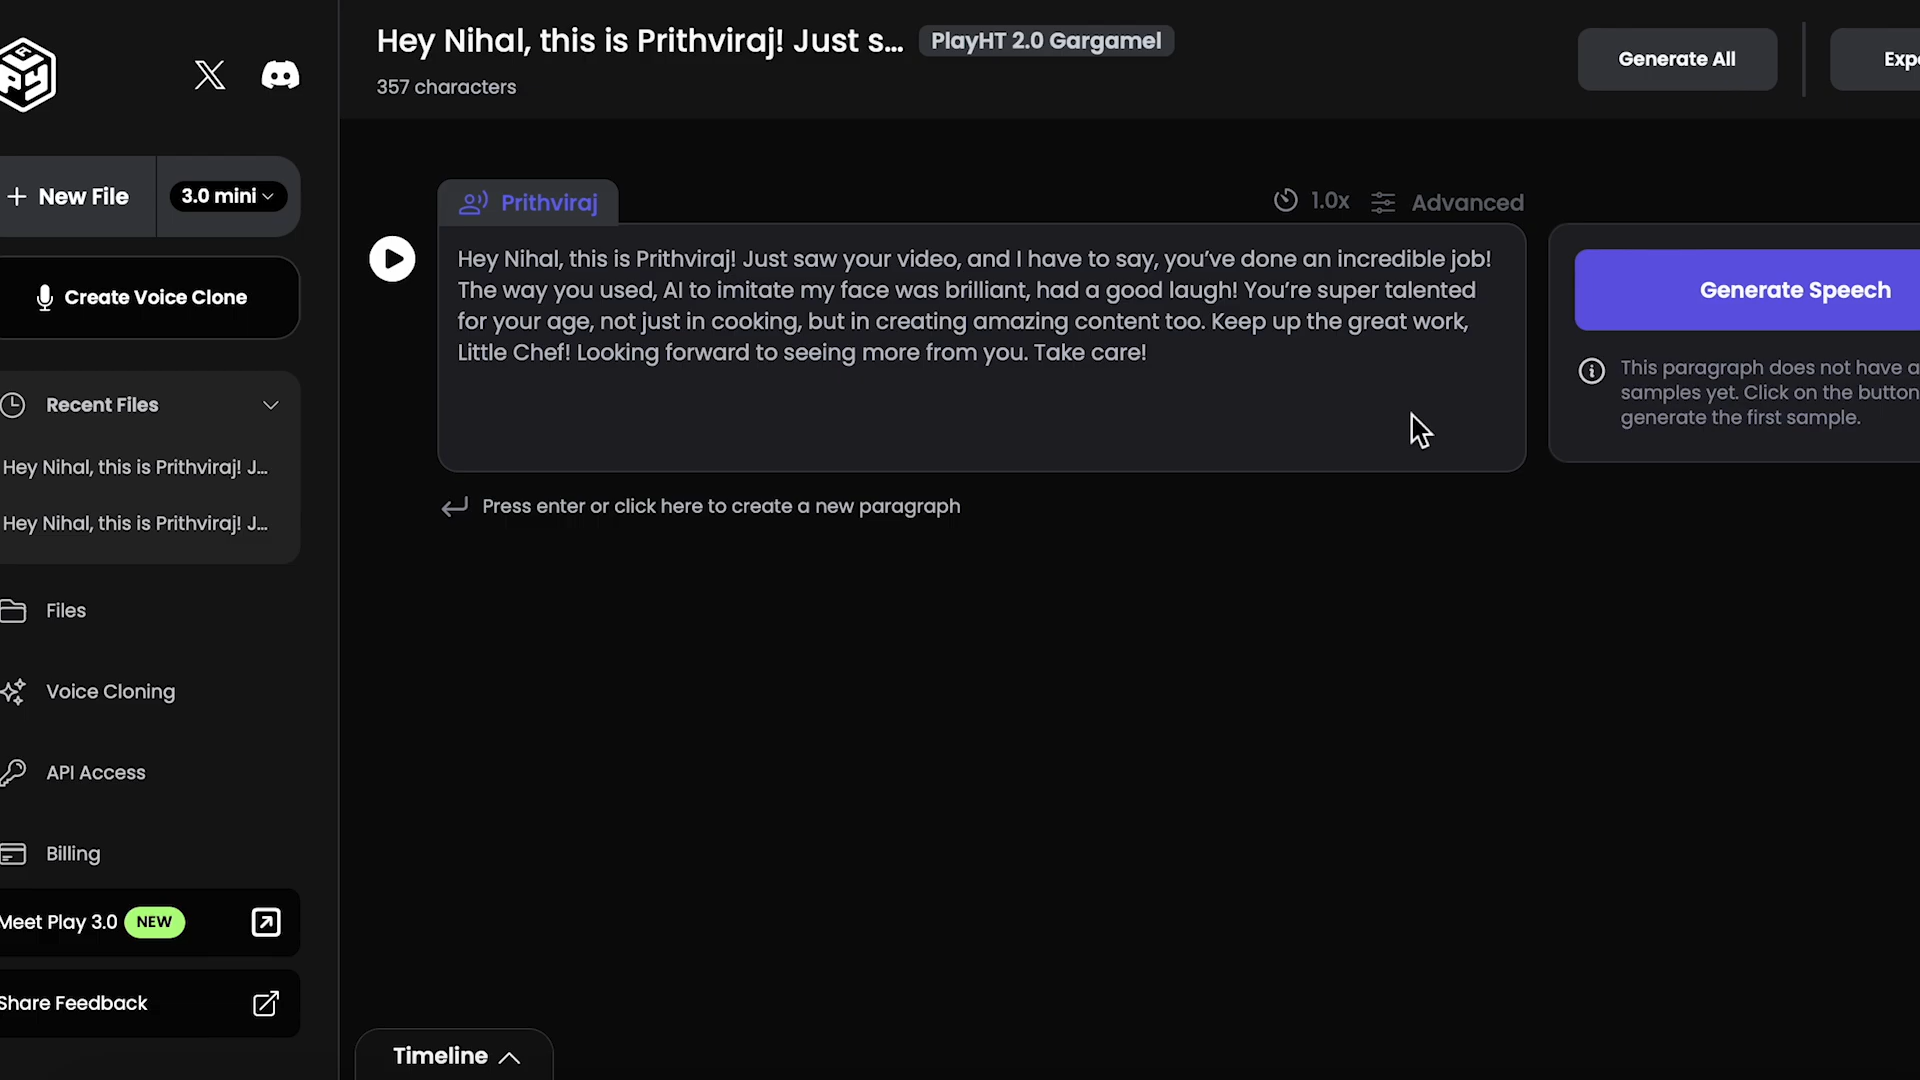 Hey Nihal, this is Prithviraj! Just s...
PlayHT 2.0 Gargamel
357 characters
Generate All
Expo
New File
3.0 mini
Create Voice Clone
Recent Files
Hey Nihal, this is Prithviraj! J...
Hey Nihal, this is Prithviraj! J...
Files
Voice Cloning
API Access
Billing
Meet Play 3.0 NEW
Share Feedback
Prithviraj
1.0x
Advanced
Hey Nihal, this is Prithviraj! Just saw your video, and I have to say, you’ve done an incredible job!
The way you used, AI to imitate my face was brilliant, had a good laugh! You’re super talented
for your age, not just in cooking, but in creating amazing content too. Keep up the great work,
Little Chef! Looking forward to seeing more from you. Take care!
Press enter or click here to create a new paragraph
Generate Speech
This paragraph does not have a
samples yet. Click on the button
generate the first sample.
Timeline